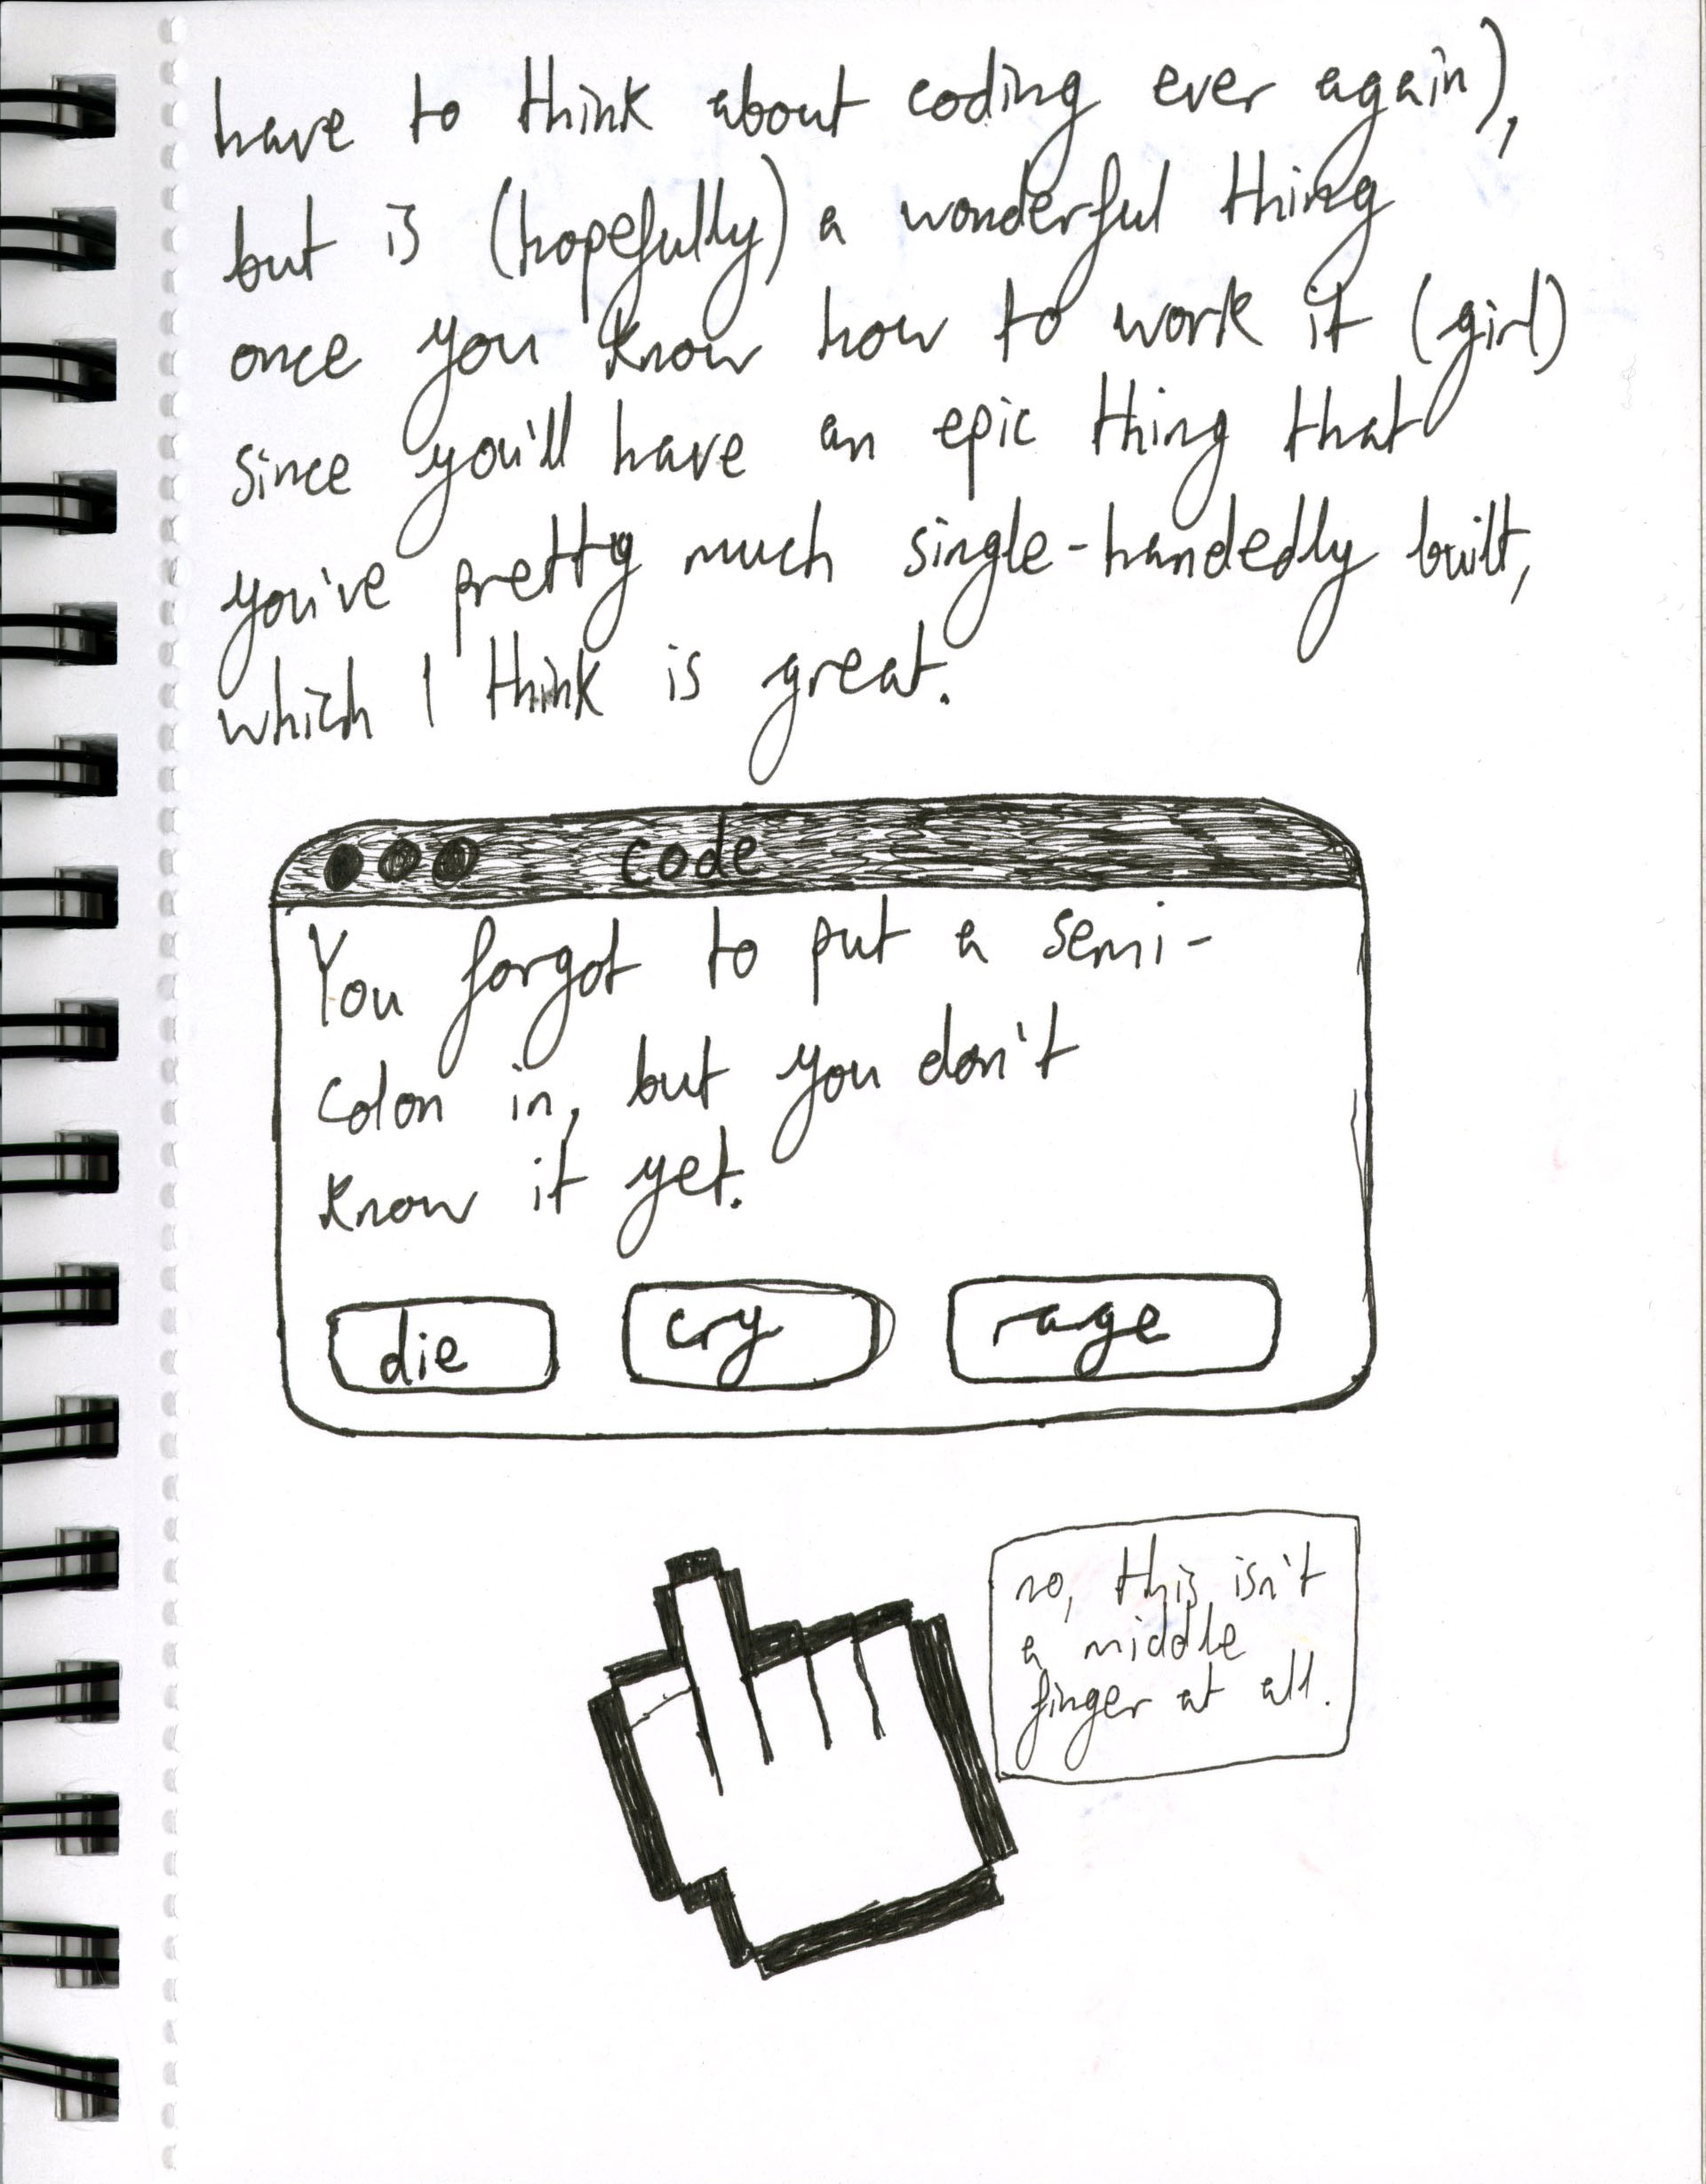 have to think about coding ever again),
but is (hopefully) a wonderful thing
once you know how to work it (girl)
since you'll have an epic thing that
you've pretty much single-handedly built,
which I think is great.
code
You forgot to put a semi-
colon in, but you don't
know it yet.
die cry rage
no, this isn't
a middle
finger at all.